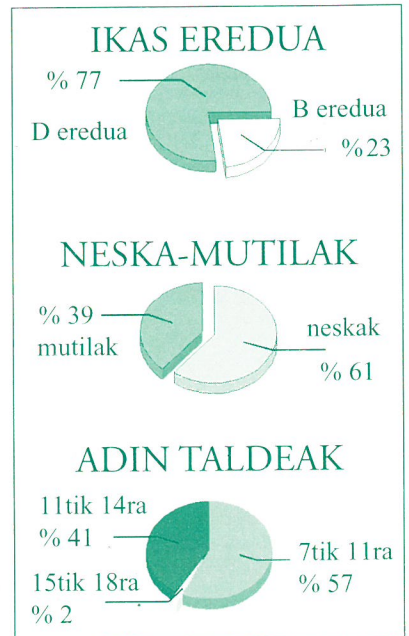 IKAS EREDUA
% 77
D eredua
B eredua
%23
NESKA-MUTILAK
% 39
mutilak
neskak
% 61
ADIN TALDEAK
11tik 14ra
% 41
15tik 18ra
% 2
7tik 11ra
% 57